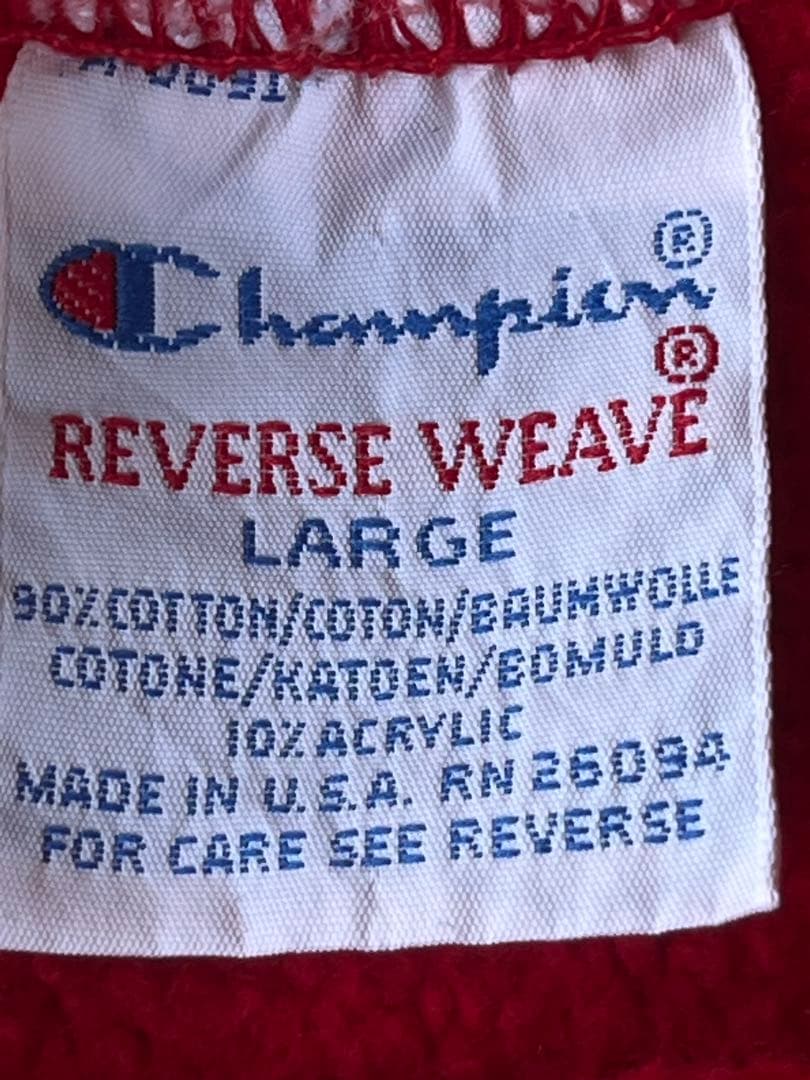 Champion®
®
REVERSE WEAVE
LARGE
90%COTTON/COTON/BAUMWOLLE
COTONE/KATOEN/BOMULD
10%ACRYLIC
MADE IN U.S.A. RN 26094
FOR CARE SEE REVERSE